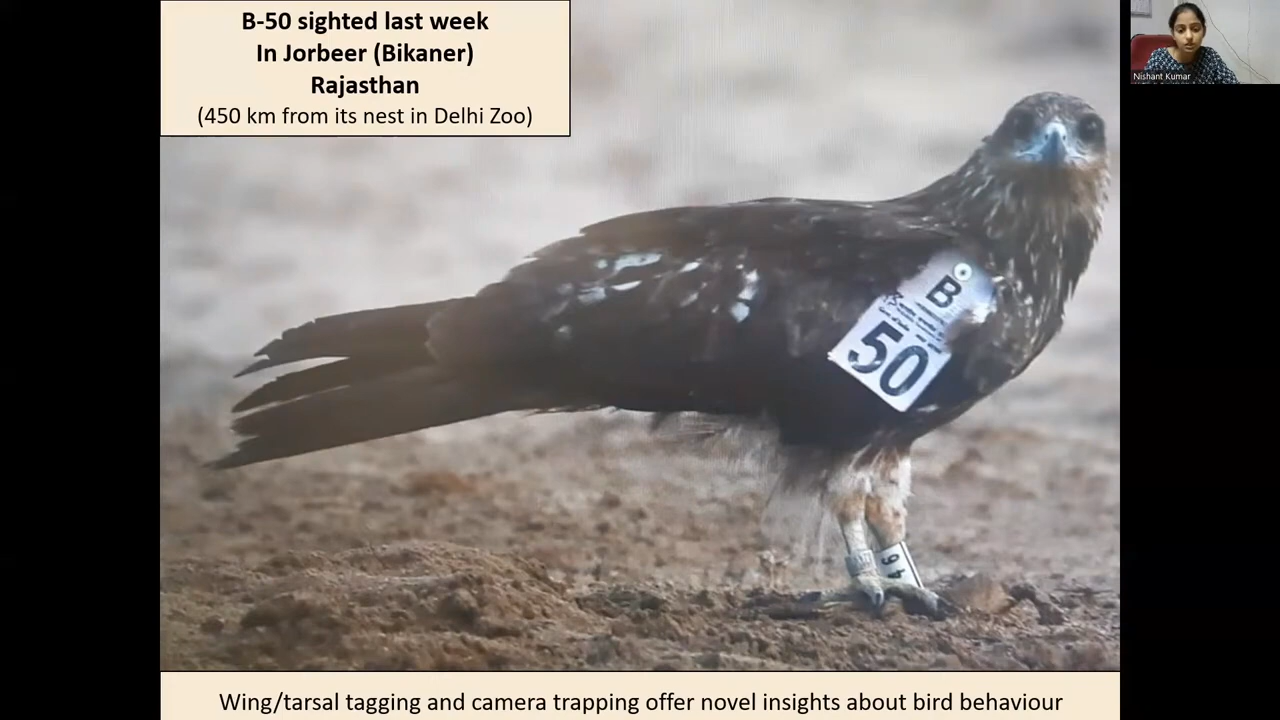 B-50 sighted last week
In Jorbeer (Bikaner)
Rajasthan
(450 km from its nest in Delhi Zoo)
Nishant Kumar
B
50
Wing/tarsal tagging and camera trapping offer novel insights about bird behaviour